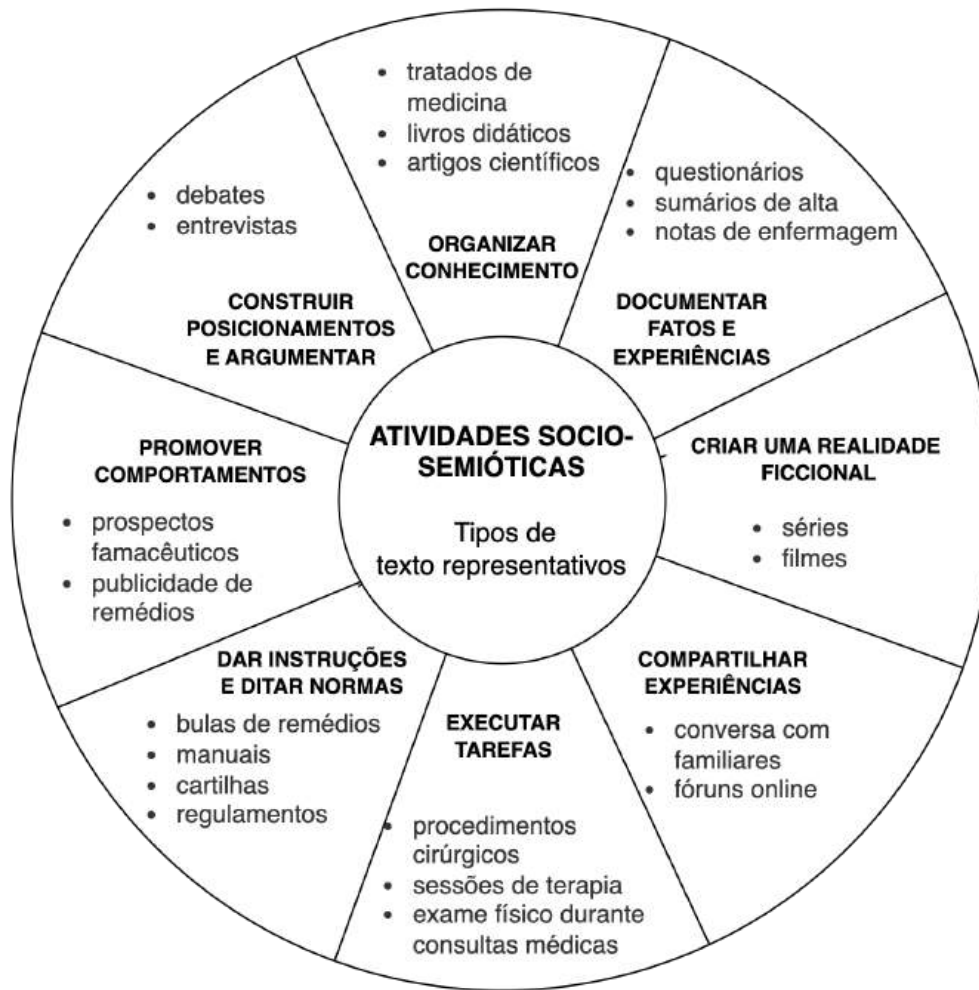 ATIVIDADES SOCIO-
SEMIÓTICAS
Tipos de
texto representativos
• tratados de
medicina
• livros didáticos
• artigos científicos
ORGANIZAR
CONHECIMENTO
• questionários
• sumários de alta
• notas de enfermagem
DOCUMENTAR
FATOS E
EXPERIÊNCIAS
CRIAR UMA REALIDADE
FICCIONAL
• séries
• filmes
COMPARTILHAR
EXPERIÊNCIAS
• conversa com
familiares
• fóruns online
EXECUTAR
TAREFAS
• procedimentos
cirúrgicos
• sessões de terapia
• exame físico durante
consultas médicas
DAR INSTRUÇÕES
E DITAR NORMAS
• bulas de remédios
• manuais
• cartilhas
• regulamentos
PROMOVER
COMPORTAMENTOS
• prospectos
famacêuticos
• publicidade de
remédios
• debates
• entrevistas
CONSTRUIR
POSICIONAMENTOS
E ARGUMENTAR